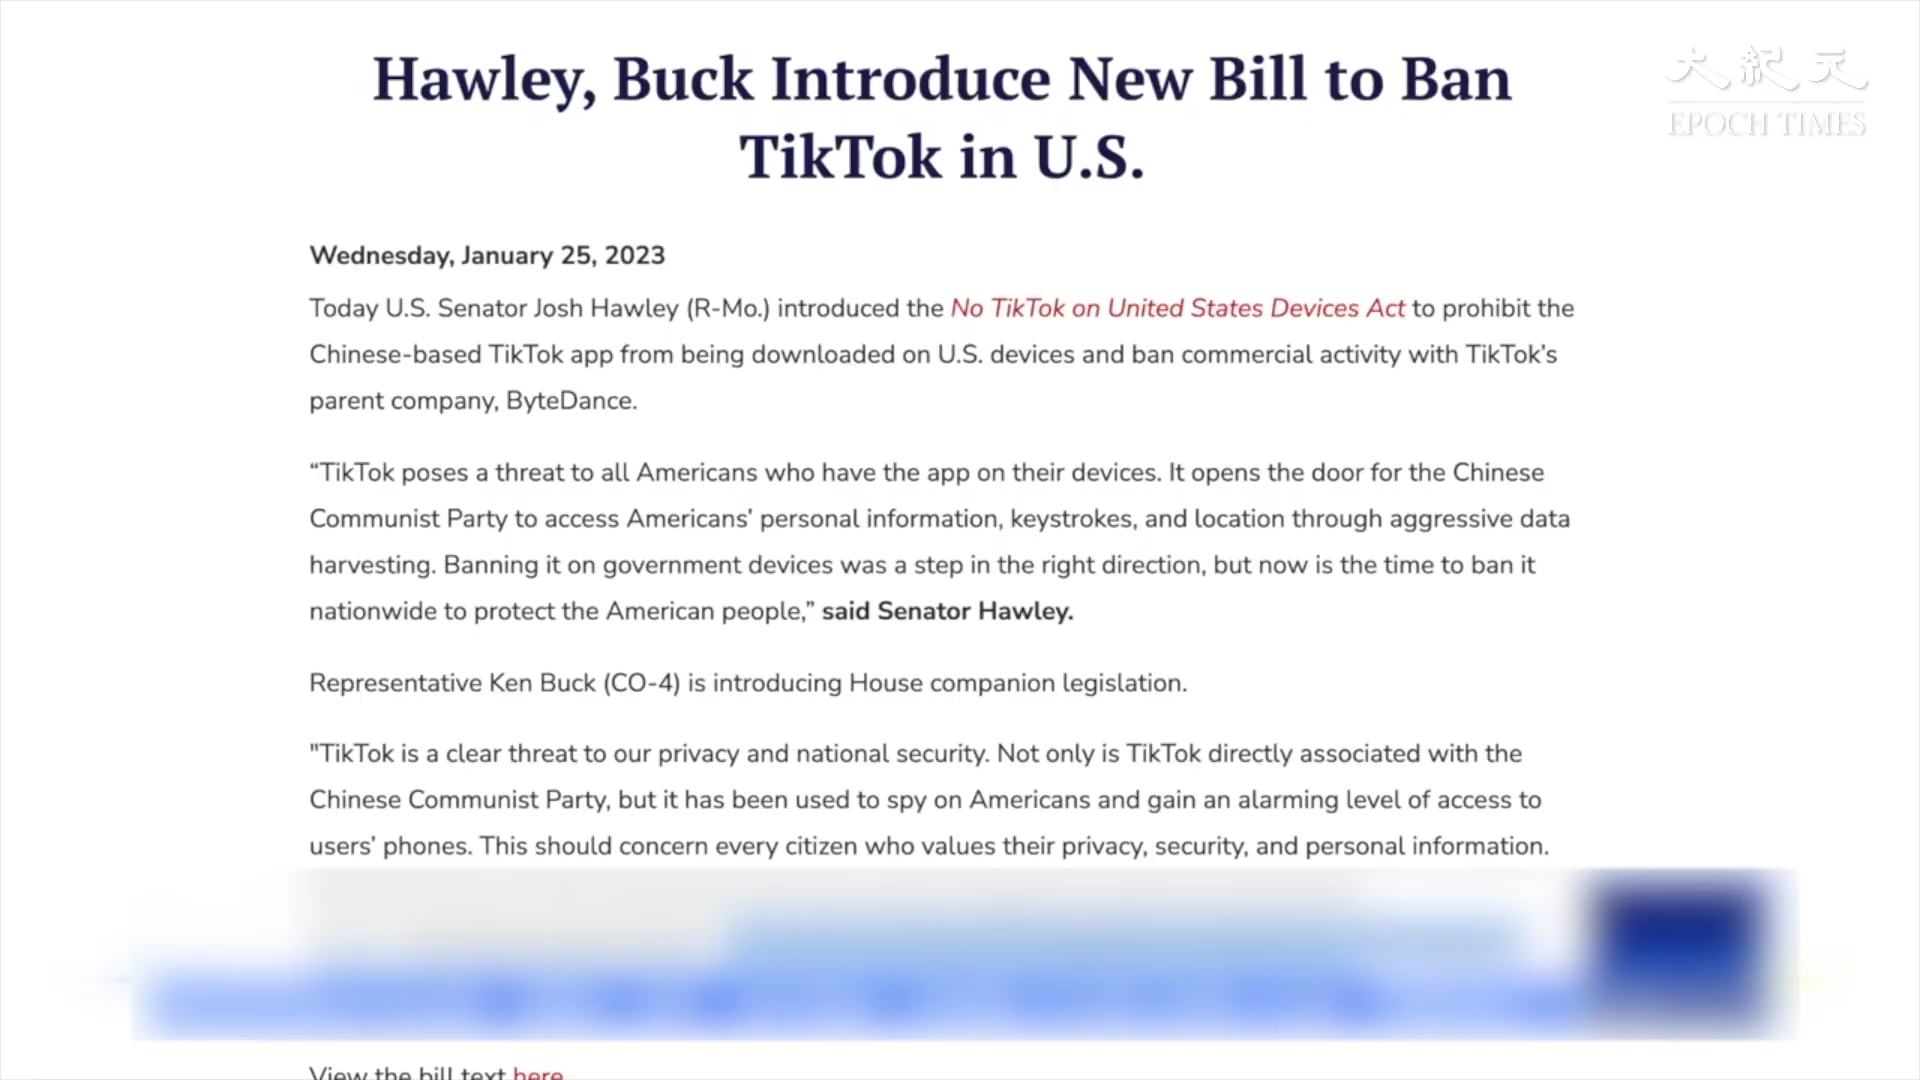 大紀元
EPOCH TIMES
Hawley, Buck Introduce New Bill to Ban
TikTok in U.S.
Wednesday, January 25, 2023
Today U.S. Senator Josh Hawley (R-Mo.) introduced the No TikTok on United States Devices Act to prohibit the
Chinese-based TikTok app from being downloaded on U.S. devices and ban commercial activity with TikTok’s
parent company, ByteDance.
“TikTok poses a threat to all Americans who have the app on their devices. It opens the door for the Chinese
Communist Party to access Americans’ personal information, keystrokes, and location through aggressive data
harvesting. Banning it on government devices was a step in the right direction, but now is the time to ban it
nationwide to protect the American people,” said Senator Hawley.
Representative Ken Buck (CO-4) is introducing House companion legislation.
"TikTok is a clear threat to our privacy and national security. Not only is TikTok directly associated with the
Chinese Communist Party, but it has been used to spy on Americans and gain an alarming level of access to
users’ phones. This should concern every citizen who values their privacy, security, and personal information.
View the bill text here